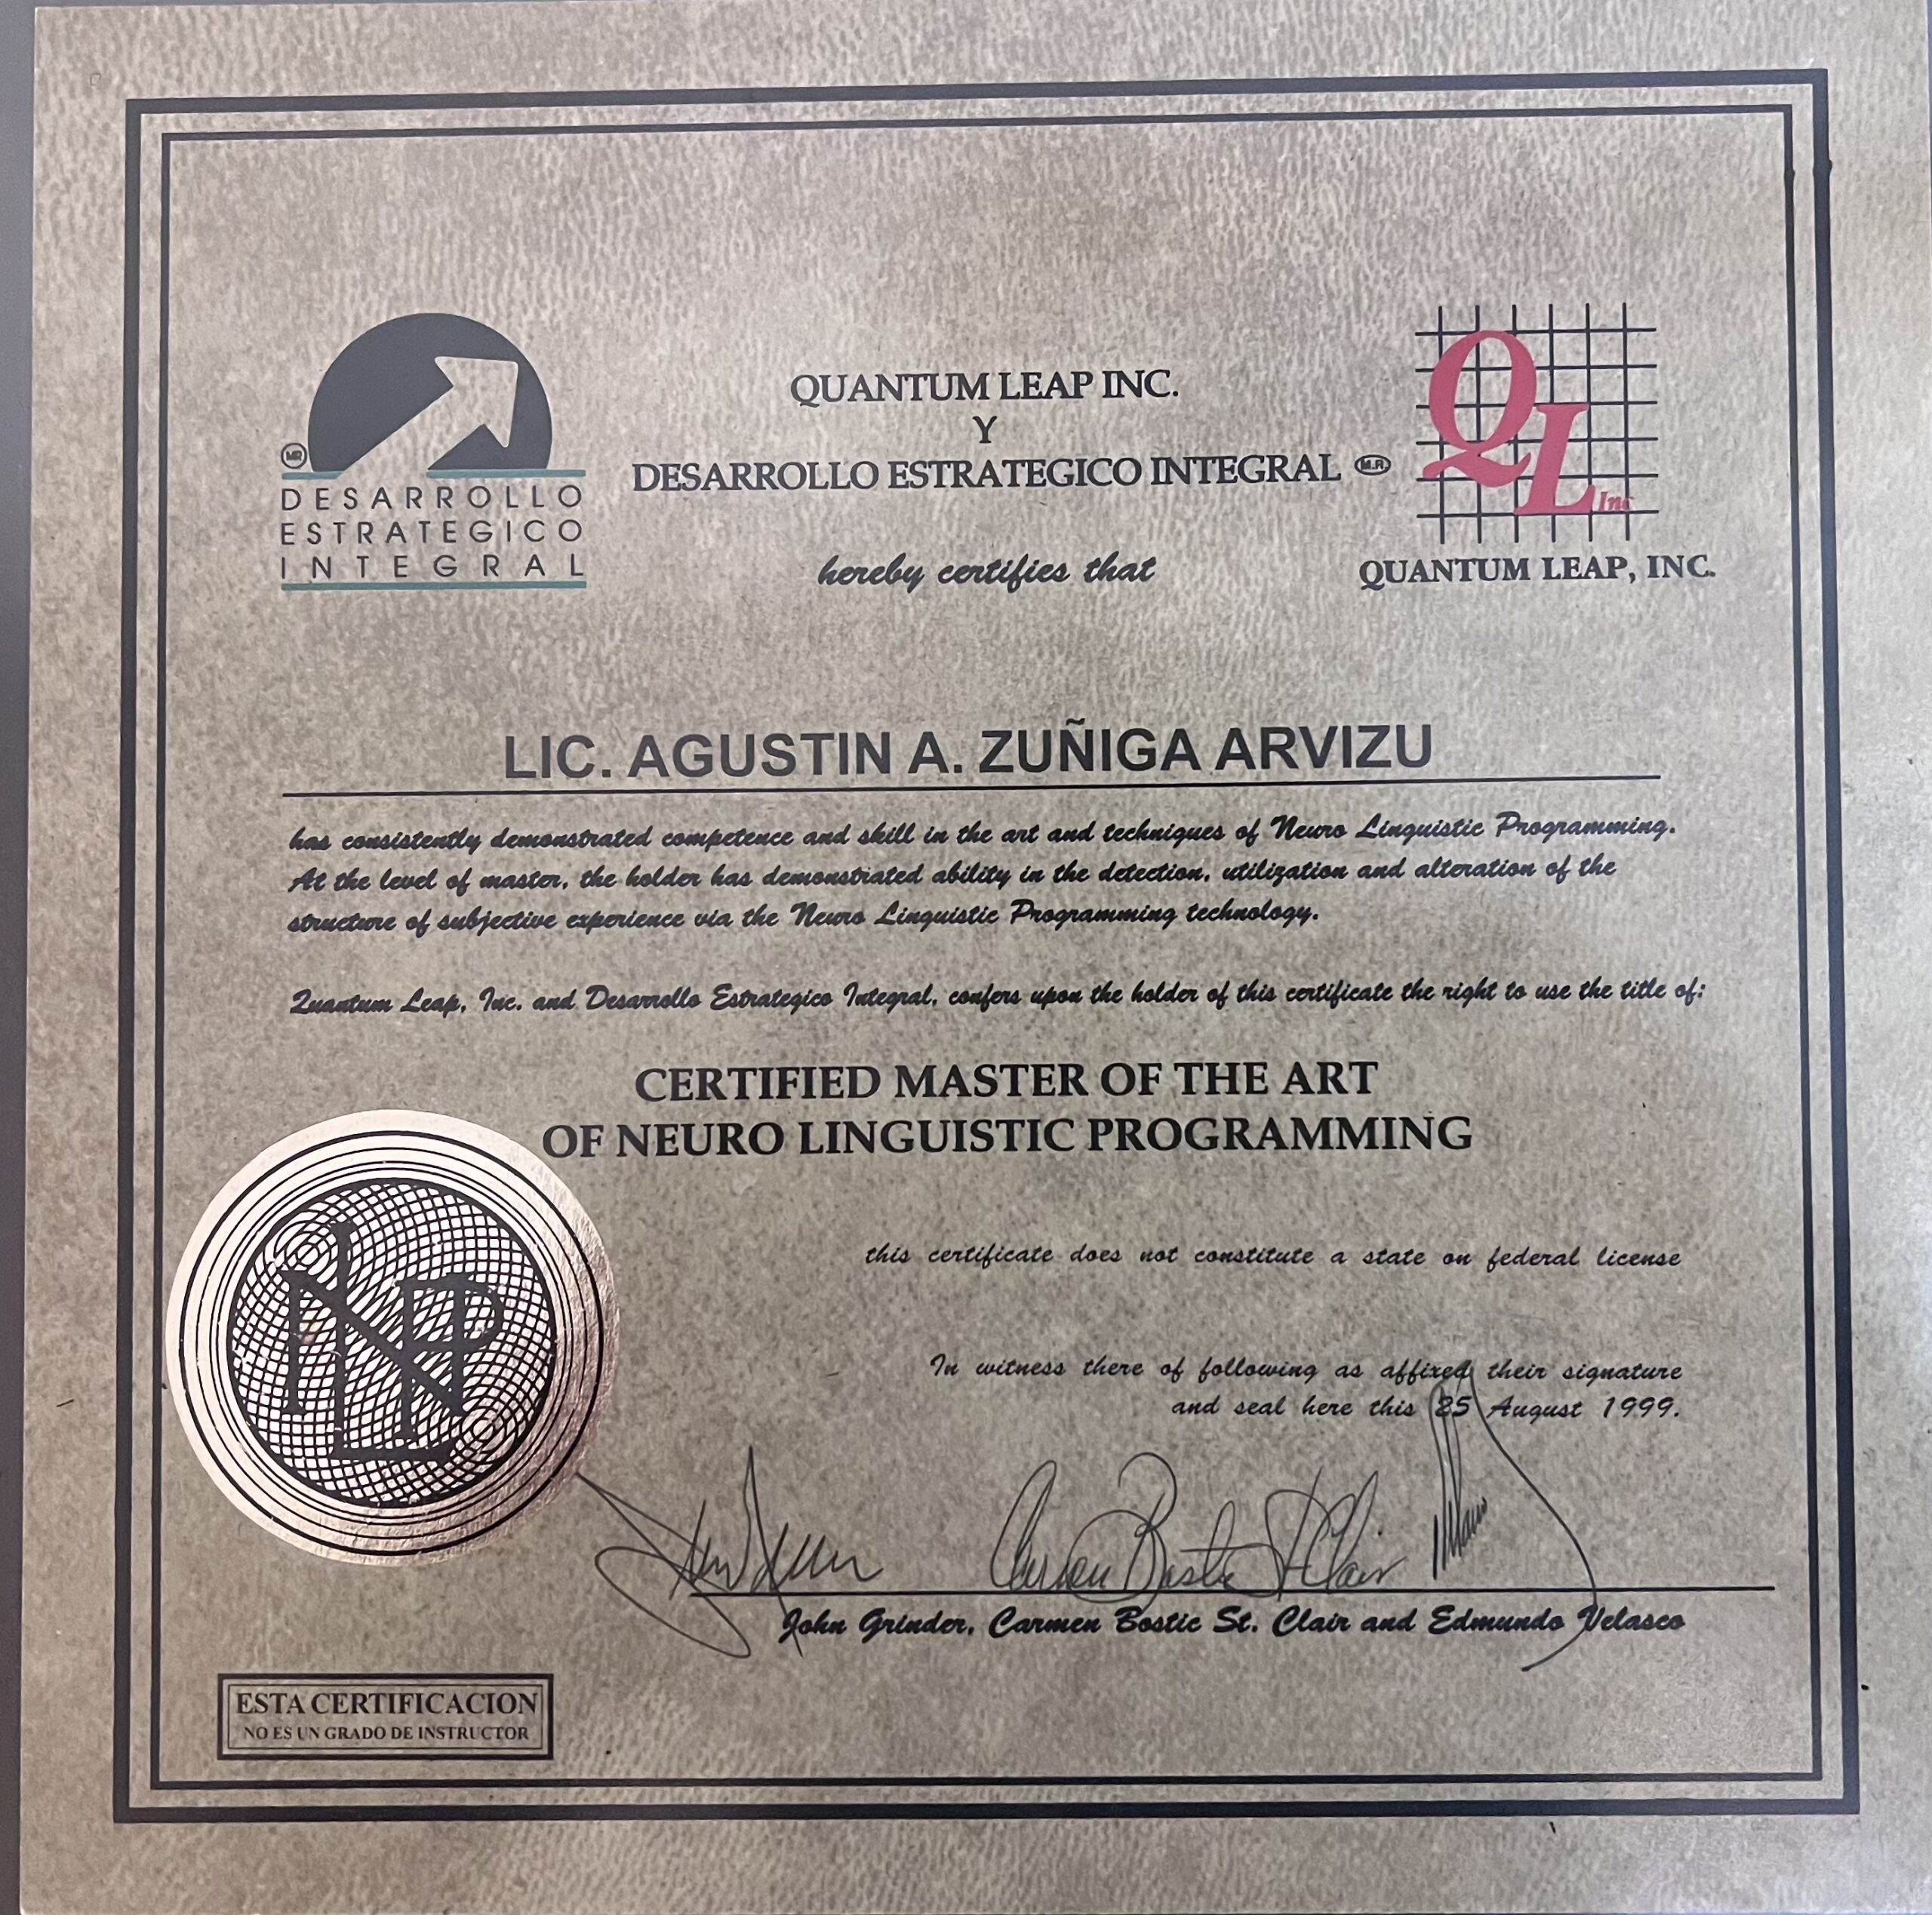 MR
DESARROLLO
ESTRATEGICO
INTEGRAL
QUANTUM LEAP INC.
Y
DESARROLLO ESTRATEGICO INTEGRAL M.R.
hereby certifies that
QL Inc
QUANTUM LEAP, INC.
LIC. AGUSTIN A. ZUÑIGA ARVIZU
has consistently demonstrated competence and skill in the art and techniques of Neuro Linguistic Programming.
At the level of master, the holder has demonstrated ability in the detection, utilization and alteration of the
structure of subjective experience via the Neuro Linguistic Programming technology.
Quantum Leap, Inc. and Desarrollo Estrategico Integral, confers upon the holder of this certificate the right to use the title of:
CERTIFIED MASTER OF THE ART
OF NEURO LINGUISTIC PROGRAMMING
NLP
this certificate does not constitute a state on federal license
In witness there of following as affixed their signature
and seal here this 25 August 1999.
Carmen Bostic St Clair
John Grinder, Carmen Bostic St. Clair and Edmundo Velasco
ESTA CERTIFICACION
NO ES UN GRADO DE INSTRUCTOR